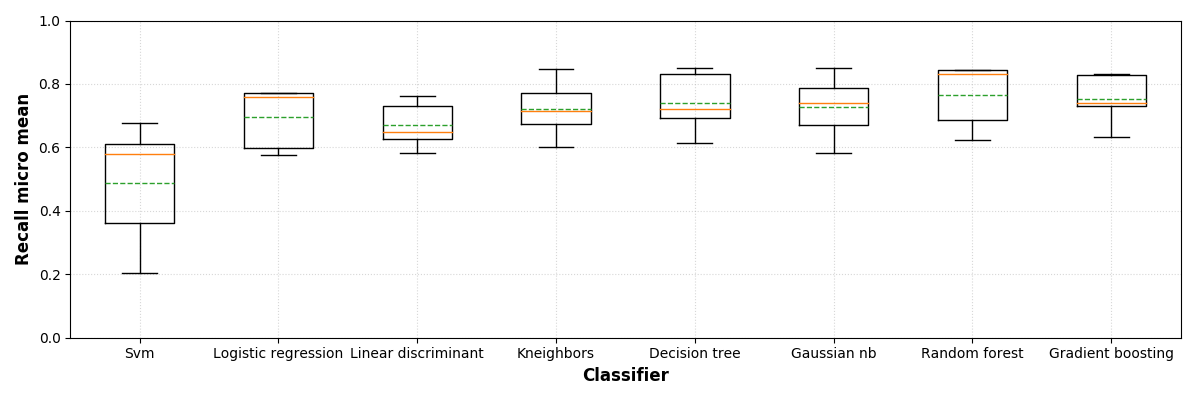 1.0
0.8
0.6
0.4
0.2
0.0
Recall micro mean
Svm Logistic regression Linear discriminant Kneighbors Decision tree Gaussian nb Random forest Gradient boosting
Classifier